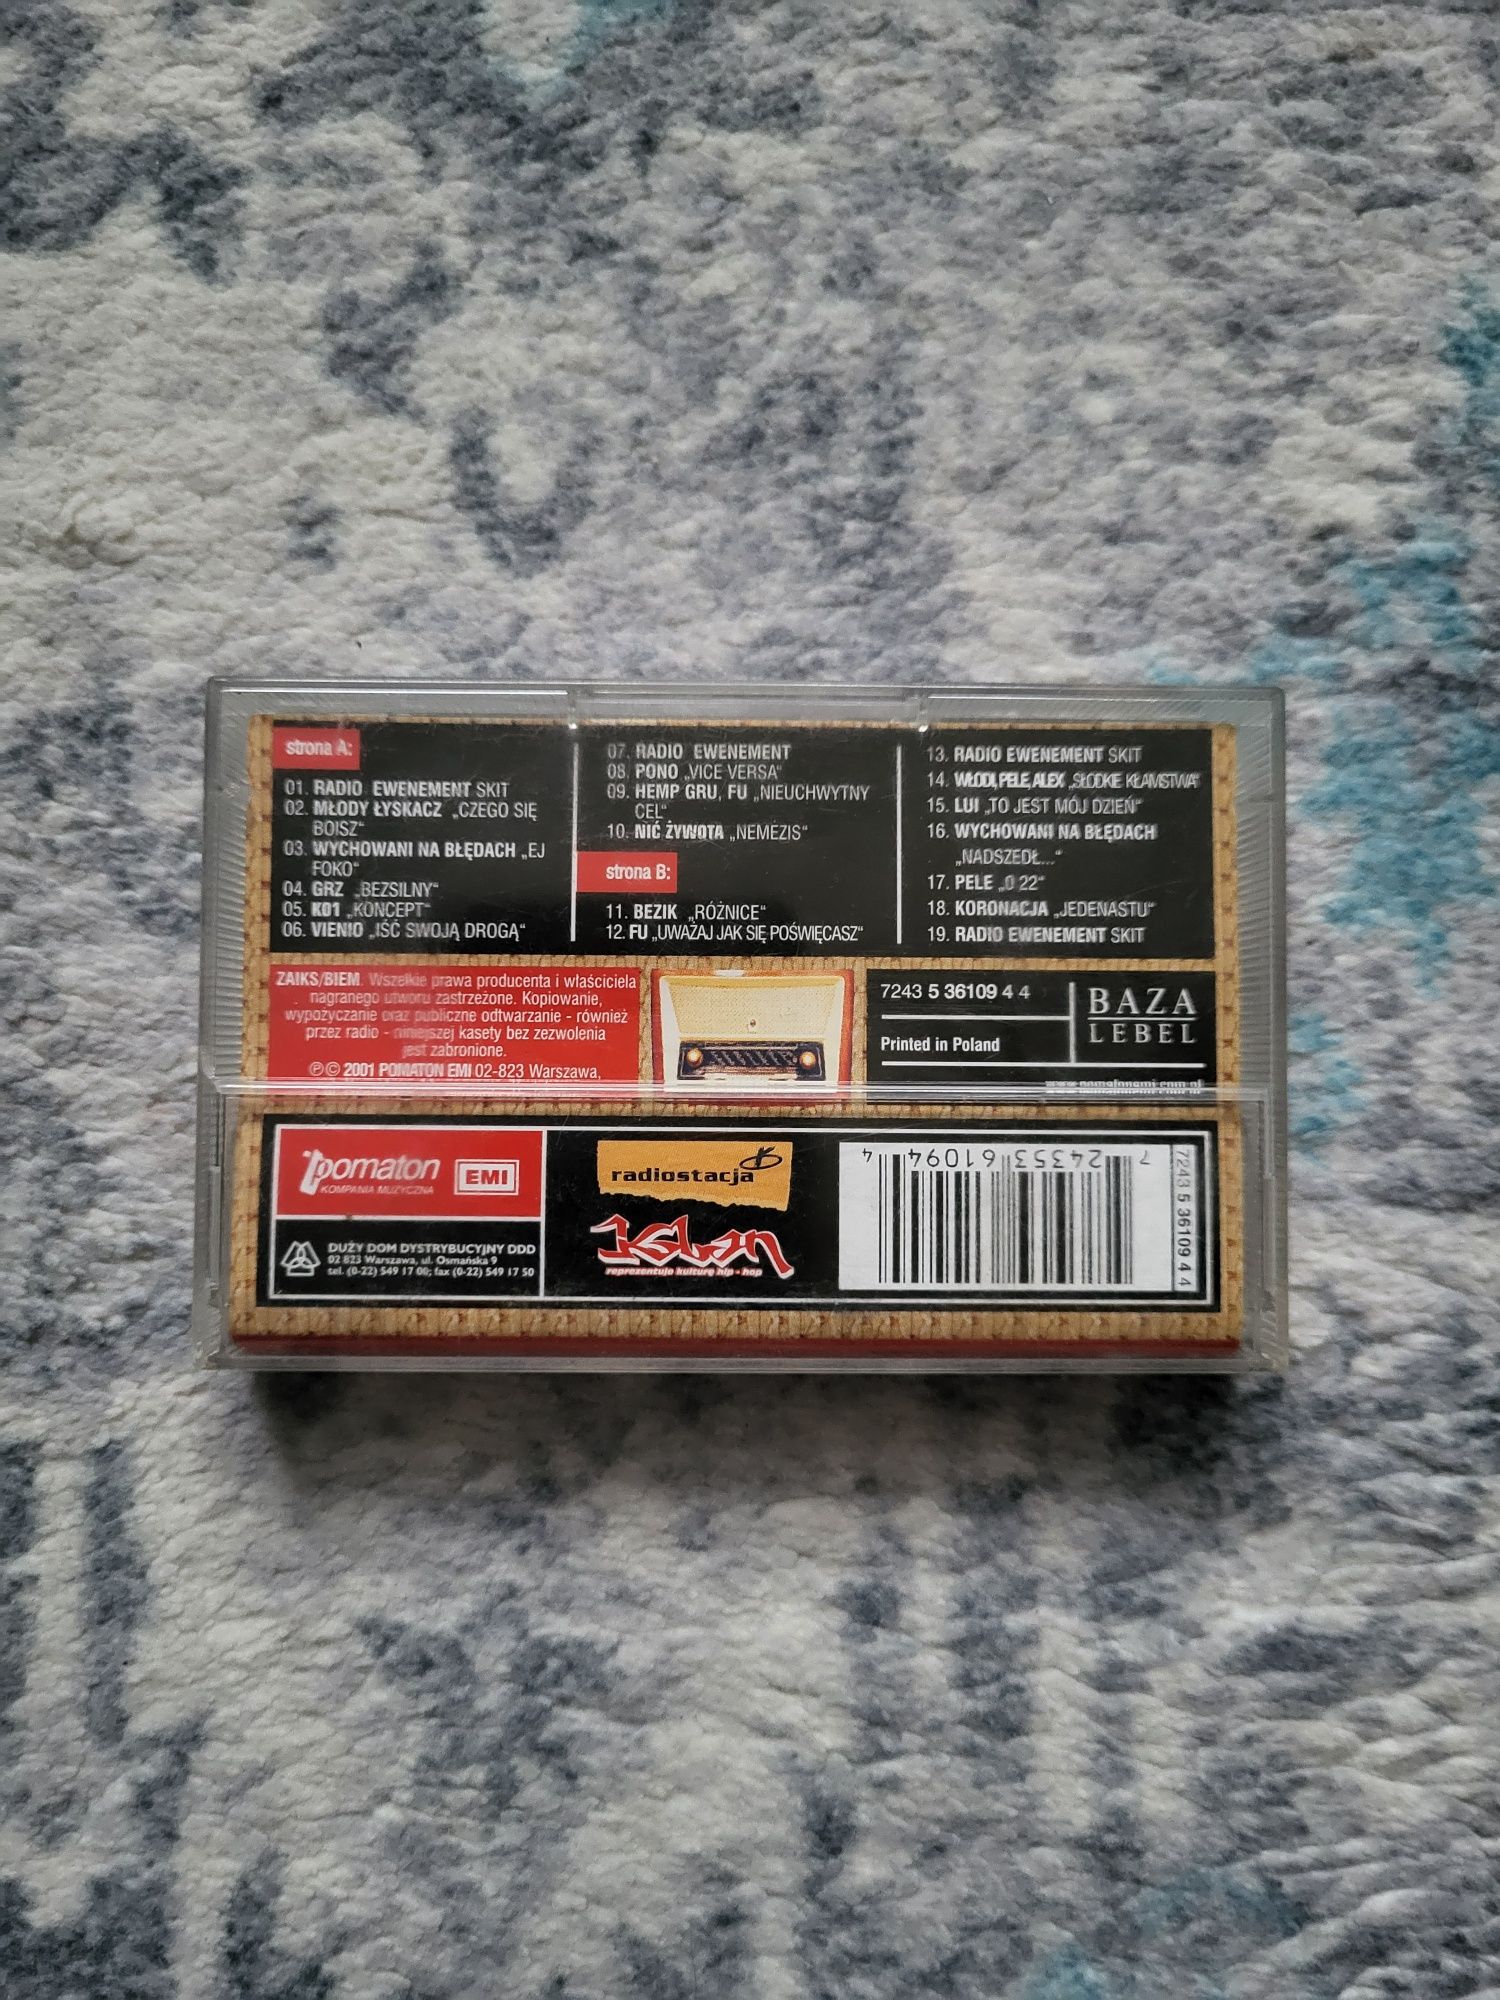 strona A:
01. RADIO EWENEMENT SKIT
02. MŁODY ŁYSKACZ „CZEGO SIĘ
BOISZ“
03. WYCHOWANI NA BŁĘDACH „EJ
FOKO“
04. GRZ „BEZSILNY“
05. K01 „KONCEPT“
06. VIENIO „IŚĆ SWOJĄ DROGĄ“
07. RADIO EWENEMENT
08. PONO „VICE VERSA“
09. HEMP GRU, FU „NIEUCHWYTNY
CEL“
10. NIĆ ŻYWOTA „NEMEZIS“
strona B:
11. BEZIK „RÓŻNICE“
12. FU „UWAŻAJ JAK SIĘ POŚWIĘCASZ“
13. RADIO EWENEMENT SKIT
14. WŁODI, PELE, ALEX „SŁODKIE KŁAMSTWA“
15. LUI „TO JEST MÓJ DZIEŃ“
16. WYCHOWANI NA BŁĘDACH
„NADSZEDŁ...“
17. PELE „0 22“
18. KORONACJA „JEDENASTU“
19. RADIO EWENEMENT SKIT
ZAIKS/BIEM. Wszelkie prawa producenta i właściciela
nagranego utworu zastrzeżone. Kopiowanie,
wypożyczanie oraz publiczne odtwarzanie - również
przez radio - niniejszej kasety bez zezwolenia
jest zabronione.
℗© 2001 POMATON EMI 02-823 Warszawa,
7243 5 36109 4 4
Printed in Poland
BAZA
LEBEL
www.pomatonemi.com.pl
pomaton EMI
KOMPANIA MUZYCZNA
DUŻY DOM DYSTRYBUCYJNY DDD
02 823 Warszawa, ul. Osmańska 9
tel. (0-22) 549 17 00; fax (0-22) 549 17 50
radiostacja
Klan
reprezentuje kulturę hip-hop
7 24353 61094 4
7243 5 36109 4 4